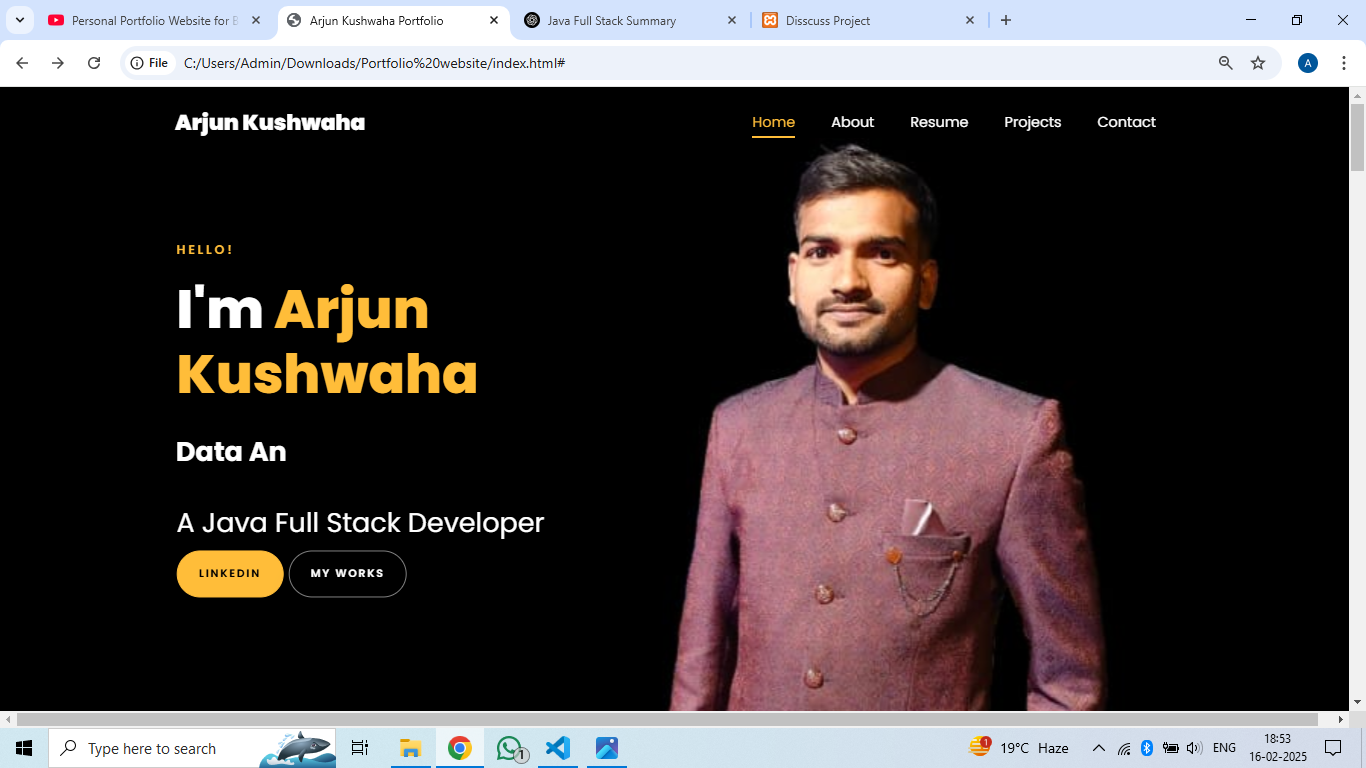 Personal Portfolio Website for B
Arjun Kushwaha Portfolio
Java Full Stack Summary
Disscuss Project
File
C:/Users/Admin/Downloads/Portfolio%20website/index.html#
A
Arjun Kushwaha
Home
About
Resume
Projects
Contact
HELLO!
I'm Arjun
Kushwaha
Data An
A Java Full Stack Developer
LINKEDIN
MY WORKS
Type here to search
1
1
19°C Haze
ENG
18:53
16-02-2025